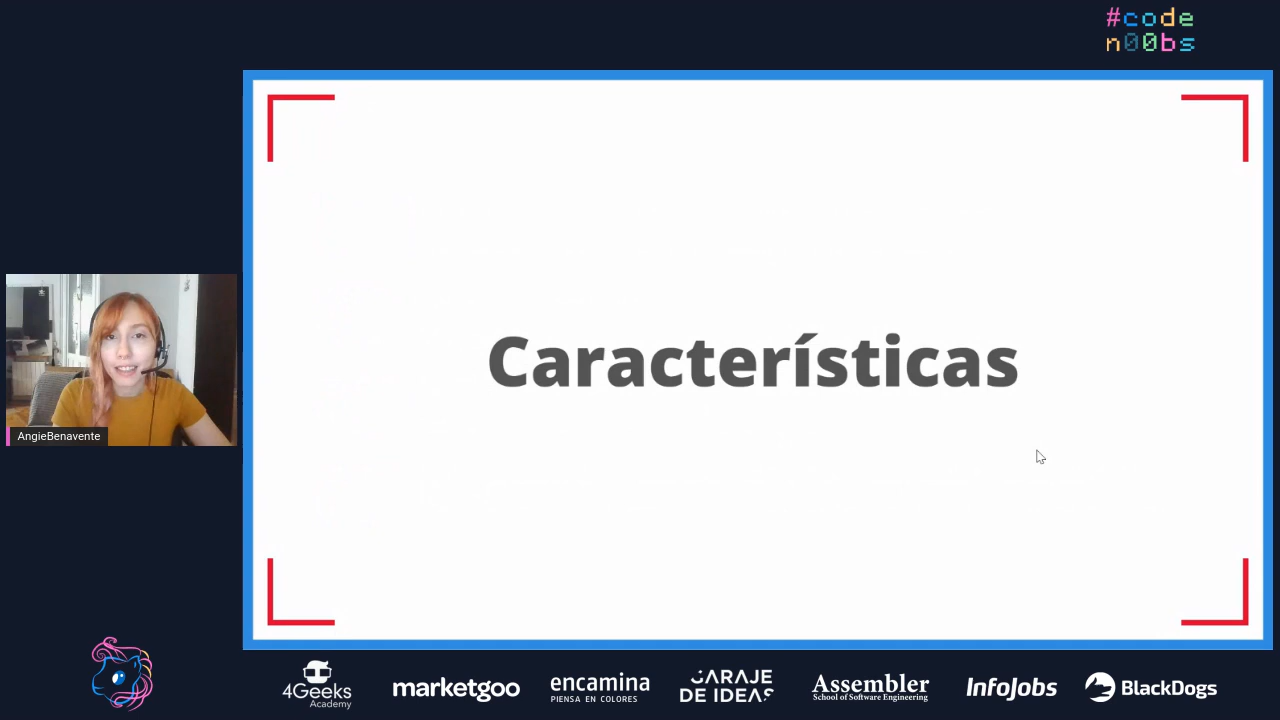 #code
n00bs
Características
AngieBenavente
4Geeks
Academy
marketgoo
encamina
PIENSA EN COLORES
GARAJE
DE IDEAS
Assembler
School of Software Engineering
InfoJobs
BlackDogs